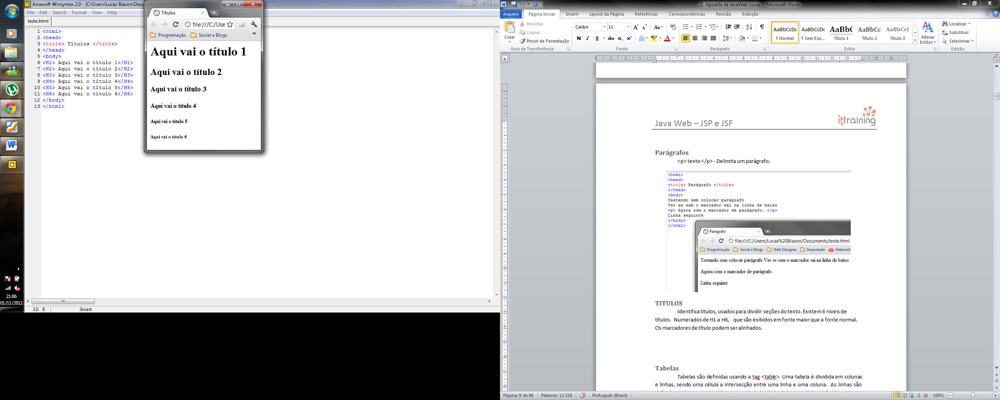 Arisesoft Winsyntax 2.0 - [C:\Users\Lucas Biason\Docu
File Edit Search Format View Help
teste.html
1 <html>
2 <head>
3 <title> Títulos </title>
4 </head>
5 <body>
6 <H1> Aqui vai o título 1</H1>
7 <H2> Aqui vai o título 2</H2>
8 <H3> Aqui vai o título 3</H3>
9 <H4> Aqui vai o título 4</H4>
10 <H5> Aqui vai o título 5</H5>
11 <H6> Aqui vai o título 6</H6>
12 </body>
13 </html>
13: 8 Insert
21:06
01/11/2011
Títulos
file:///C:/Use
Programação Social e Blogs »
Aqui vai o título 1
Aqui vai o título 2
Aqui vai o título 3
Aqui vai o título 4
Aqui vai o título 5
Aqui vai o título 6
1. Apostila de JavaWeb Lucas - Microsoft Word
Arquivo Página Inicial Inserir Layout da Página Referências Correspondências Revisão Exibição
Colar
Recortar
Copiar
Pincel de Formatação
Área de Transferência
Calibri 11
N I S abc x₂ x²
Fonte
Parágrafo
AaBbCcDc AaBbCcDc AaBbC AaBbCc AaBbCcI
¶ Normal ¶ Sem Esp... Título 1 Título 2 Título 3
Alterar Estilos
Estilo
Localizar
Substituir
Selecionar
Edição
Java Web – JSP e JSF
ittraining
Parágrafos
<p> texto </p> - Delimita um parágrafo.
<html>
<head>
<title> Parágrafo </title>
</head>
<body>
Testando sem colocar parágrafo
Ver se sem o marcador sai na linha de baixo
<p> Agora com o marcador de parágrafo. </p>
Linha seguinte
</body>
</html>
Parágrafo
file:///C:/Users/Lucas%20Biason/Documents/teste.html
Programação Social e Blogs Web Designer Importado Webmail
Testando sem colocar parágrafo Ver se sem o marcador sai na linha de baixo
Agora com o marcador de parágrafo.
Linha seguinte
TITULOS
Identifica títulos, usados para dividir seções do texto. Existem 6 níveis de
títulos. Numerados de H1 a H6, que são exibidos em fonte maior que a fonte normal.
Os marcadores de título podem ser alinhados.
Tabelas
Tabelas são definidas usando a tag <table>. Uma tabela é dividida em colunas
e linhas, sendo uma célula a intersecção entre uma linha e uma coluna. As linhas são
Página: 9 de 96 Palavras: 12.518 Português (Brasil) 100%